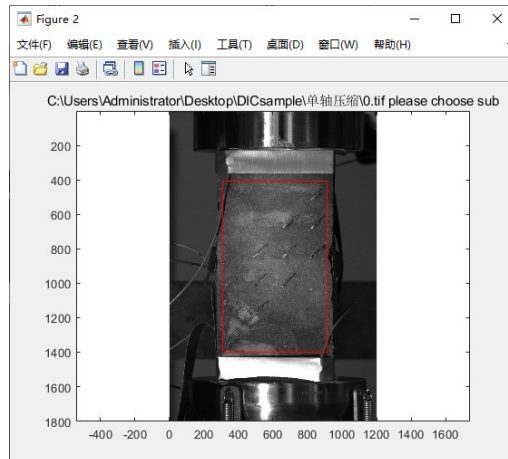 Figure 2
文件(F) 编辑(E) 查看(V) 插入(I) 工具(T) 桌面(D) 窗口(W) 帮助(H)
C:\Users\Administrator\Desktop\DICsample\单轴压缩\0.tif please choose sub
200
400
600
800
1000
1200
1400
1600
1800
-400 -200 0 200 400 600 800 1000 1200 1400 1600